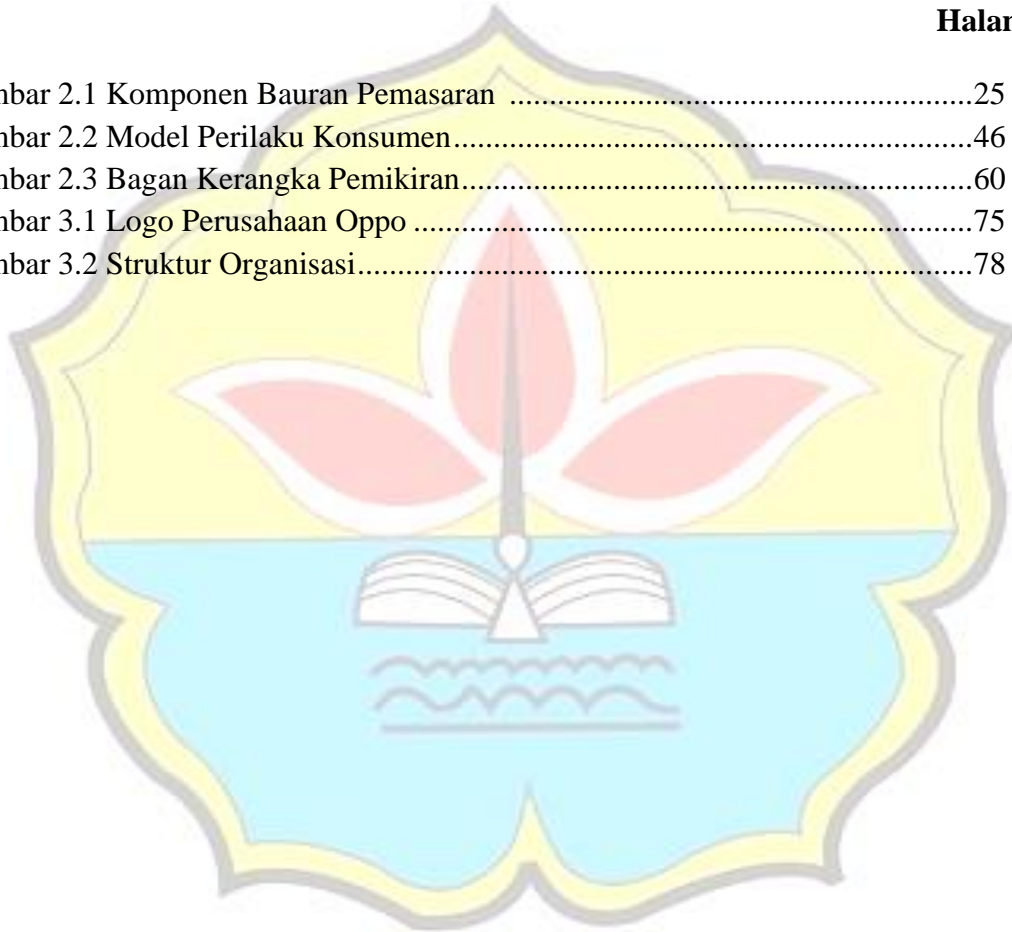 Halan
nbar 2.1 Komponen Bauran Pemasaran ........................................................25
nbar 2.2 Model Perilaku Konsumen...............................................................46
nbar 2.3 Bagan Kerangka Pemikiran..............................................................60
nbar 3.1 Logo Perusahaan Oppo ....................................................................75
nbar 3.2 Struktur Organisasi...........................................................................78